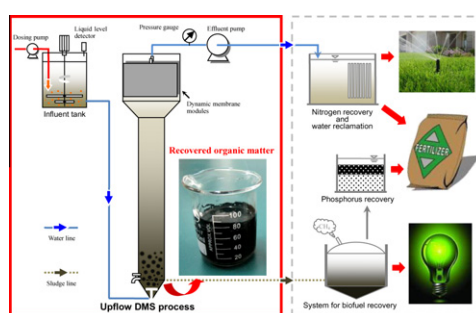 Dosing pump
Liquid level
detector
Pressure gauge
Effluent pump
Influent tank
Dynamic membrane
modules
Nitrogen recovery
and
water reclamation
Recovered organic matter
100
80
60
40
20
FERTILIZER
Phosphorus recovery
CH4
Water line
Sludge line
Upflow DMS process
System for biofuel recovery